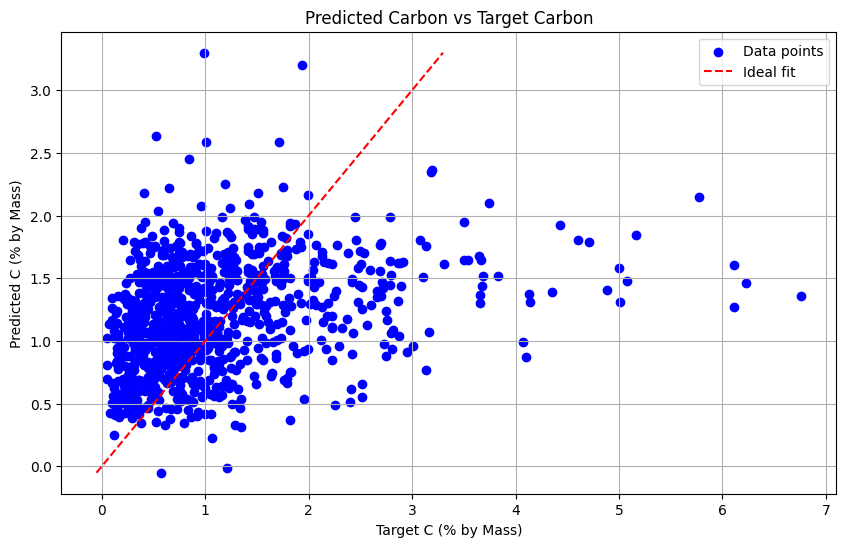 Predicted Carbon vs Target Carbon
Data points
Ideal fit
Predicted C (% by Mass)
3.0
2.5
2.0
1.5
1.0
0.5
0.0
0 1 2 3 4 5 6 7
Target C (% by Mass)